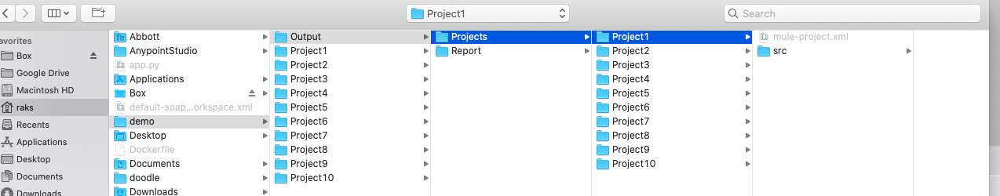 Project1
Search
avorites
Box
Google Drive
Macintosh HD
raks
Recents
Applications
Desktop
Documents
Downloads
Abbott
AnypointStudio
app.py
Applications
Box
default-soap...orkspace.xml
demo
Desktop
Dockerfile
Documents
doodle
Downloads
Output
Project1
Project2
Project3
Project4
Project5
Project6
Project7
Project8
Project9
Project10
Projects
Report
Project1
Project2
Project3
Project4
Project5
Project6
Project7
Project8
Project9
Project10
mule-project.xml
src